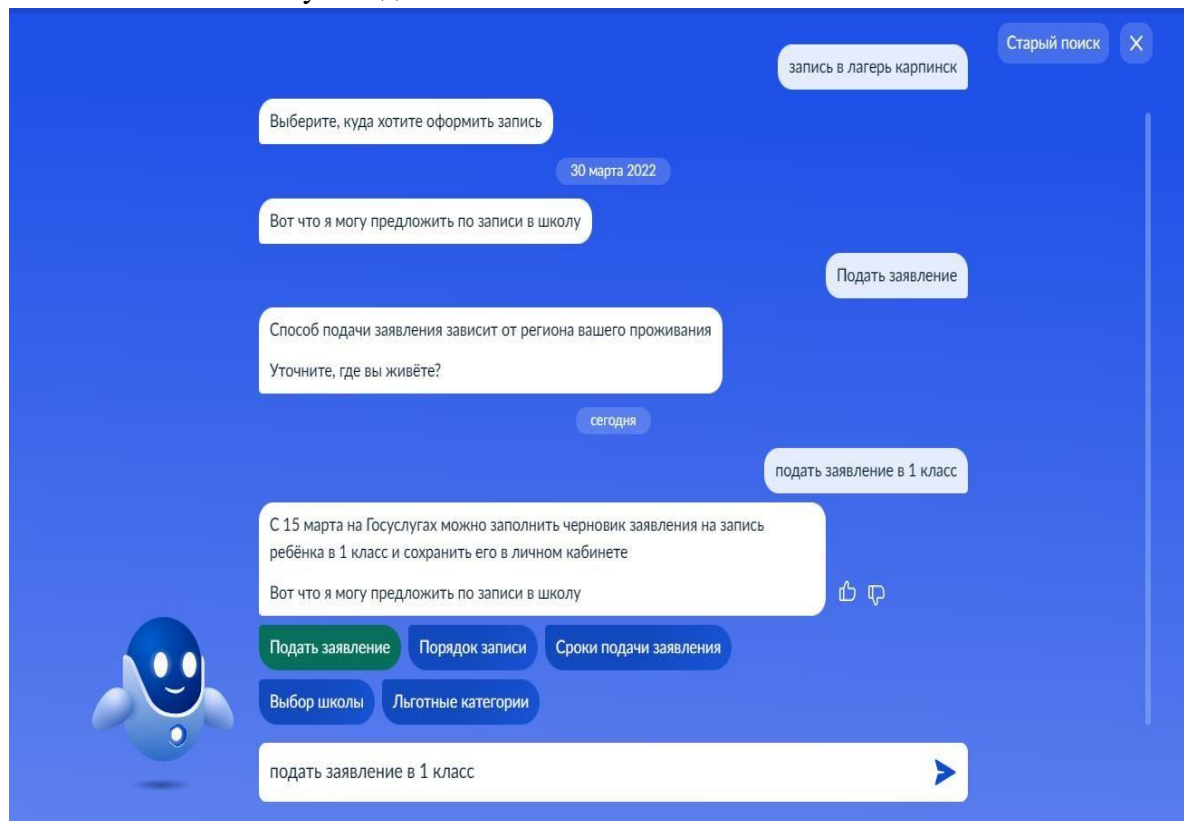 Старый поиск
запись в лагерь карпинск
Выберите, куда хотите оформить запись
30 марта 2022
Вот что я могу предложить по записи в школу
Подать заявление
Способ подачи заявления зависит от региона вашего проживания
Уточните, где вы живёте?
сегодня
подать заявление в 1 класс
С 15 марта на Госуслугах можно заполнить черновик заявления на запись
ребёнка в 1 класс и сохранить его в личном кабинете
Вот что я могу предложить по записи в школу
Подать заявление Порядок записи Сроки подачи заявления
Выбор школы Льготные категории
подать заявление в 1 класс